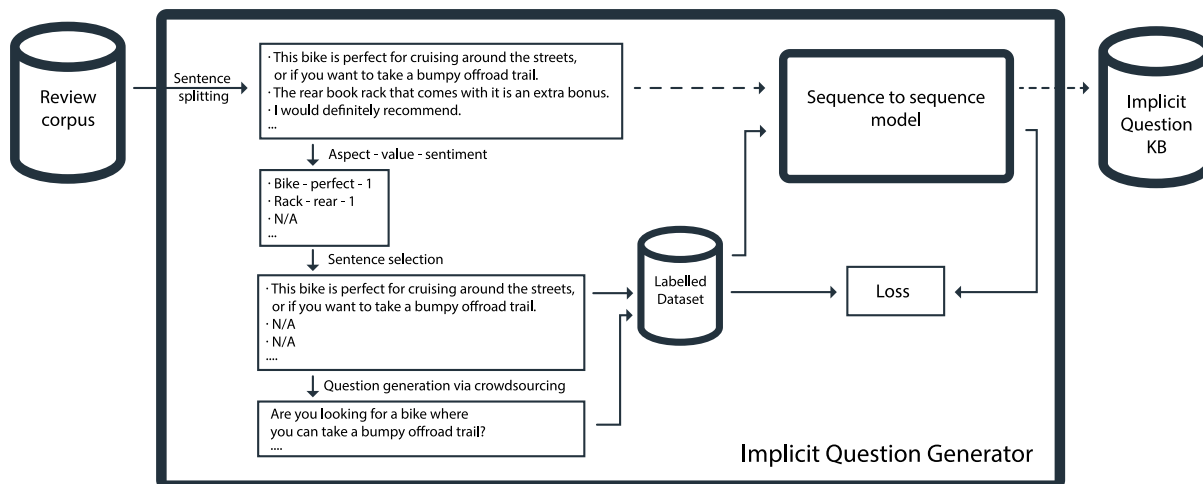 Review
corpus
Sentence
splitting
· This bike is perfect for cruising around the streets,
or if you want to take a bumpy offroad trail.
· The rear book rack that comes with it is an extra bonus.
· I would definitely recommend.
...
Aspect - value - sentiment
· Bike - perfect - 1
· Rack - rear - 1
· N/A
...
Sentence selection
· This bike is perfect for cruising around the streets,
or if you want to take a bumpy offroad trail.
· N/A
· N/A
....
Question generation via crowdsourcing
Are you looking for a bike where
you can take a bumpy offroad trail?
....
Labelled
Dataset
Sequence to sequence
model
Loss
Implicit
Question
KB
Implicit Question Generator